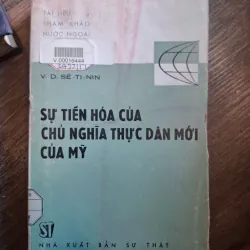 TÀI LIỆU
THAM KHẢO
NƯỚC NGOÀI
V-D. SÊ-TI-NIN
SỰ TIẾN HÓA CỦA
CHỦ NGHĨA THỰC DÂN MỚI
CỦA MỸ
ST
NHÀ XUẤT BẢN SỰ THẬT